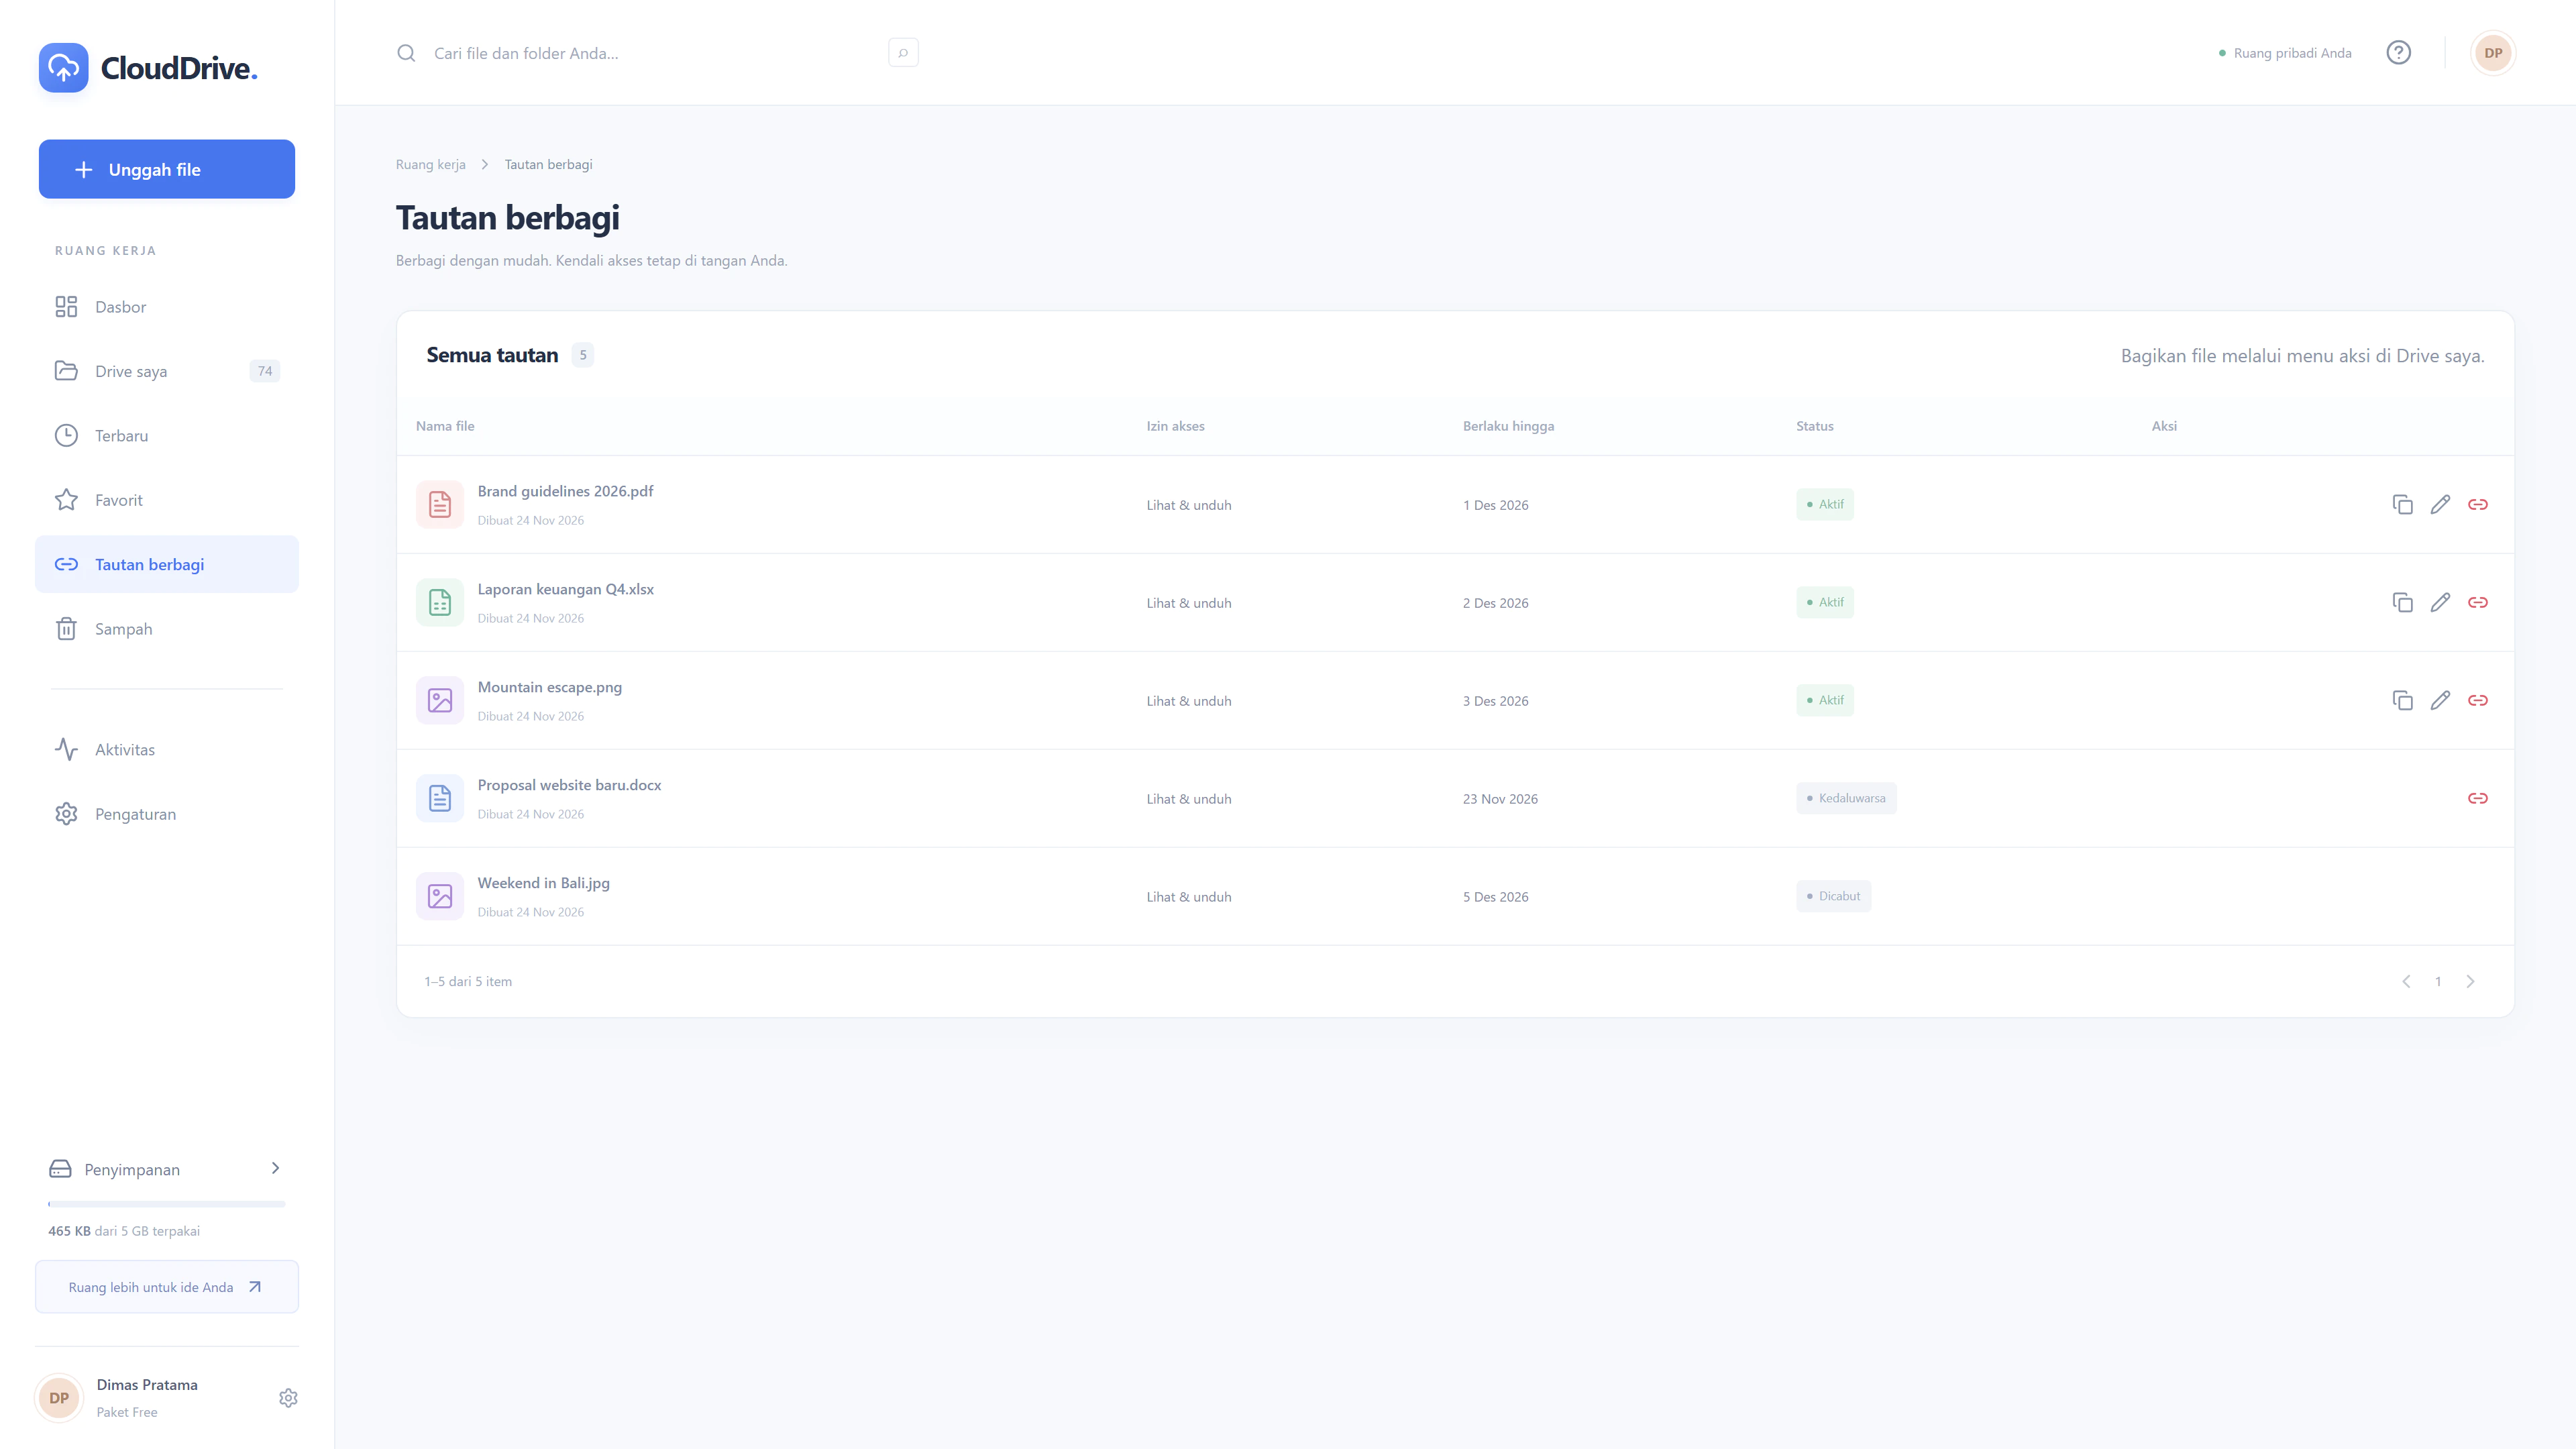 CloudDrive.
Unggah file
RUANG KERJA
Dasbor
Drive saya 74
Terbaru
Favorit
Tautan berbagi
Sampah
Aktivitas
Pengaturan
Penyimpanan
465 KB dari 5 GB terpakai
Ruang lebih untuk ide Anda
DP
Dimas Pratama
Paket Free
Cari file dan folder Anda...
Ruang pribadi Anda
DP
Ruang kerja > Tautan berbagi
Tautan berbagi
Berbagi dengan mudah. Kendali akses tetap di tangan Anda.
Semua tautan 5
Bagikan file melalui menu aksi di Drive saya.
Nama file Izin akses Berlaku hingga Status Aksi
Brand guidelines 2026.pdf
Dibuat 24 Nov 2026
Lihat & unduh
1 Des 2026
Aktif
Laporan keuangan Q4.xlsx
Dibuat 24 Nov 2026
Lihat & unduh
2 Des 2026
Aktif
Mountain escape.png
Dibuat 24 Nov 2026
Lihat & unduh
3 Des 2026
Aktif
Proposal website baru.docx
Dibuat 24 Nov 2026
Lihat & unduh
23 Nov 2026
Kedaluwarsa
Weekend in Bali.jpg
Dibuat 24 Nov 2026
Lihat & unduh
5 Des 2026
Dicabut
1–5 dari 5 item
1